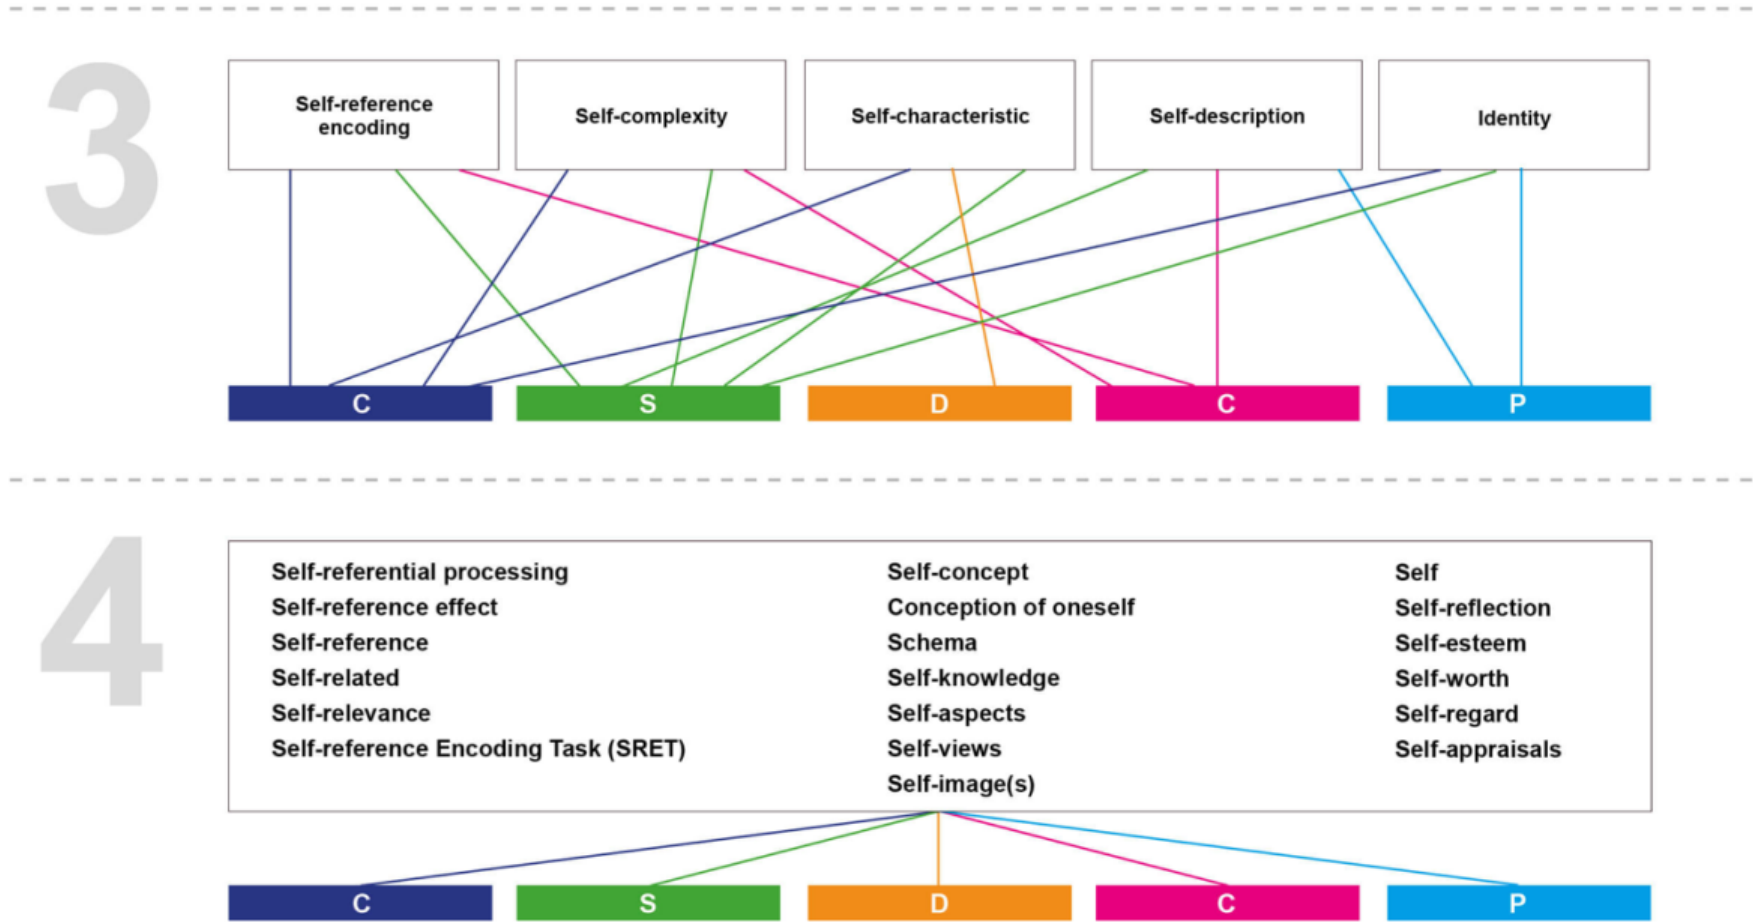 3
Self-reference
encoding
Self-complexity
Self-characteristic
Self-description
Identity
C
S
D
C
P
4
Self-referential processing
Self-reference effect
Self-reference
Self-related
Self-relevance
Self-reference Encoding Task (SRET)
Self-concept
Conception of oneself
Schema
Self-knowledge
Self-aspects
Self-views
Self-image(s)
Self
Self-reflection
Self-esteem
Self-worth
Self-regard
Self-appraisals
C
S
D
C
P